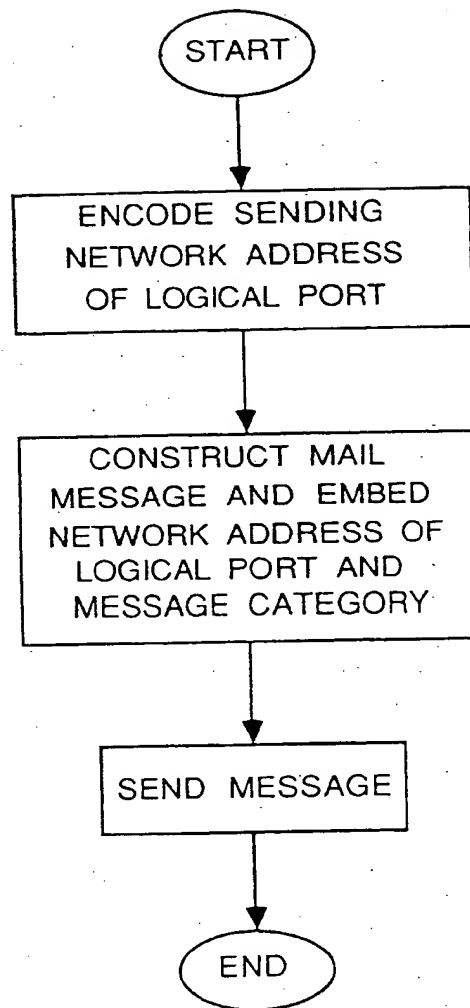 START
ENCODE SENDING
NETWORK ADDRESS
OF LOGICAL PORT
CONSTRUCT MAIL
MESSAGE AND EMBED
NETWORK ADDRESS OF
LOGICAL PORT AND
MESSAGE CATEGORY
SEND MESSAGE
END